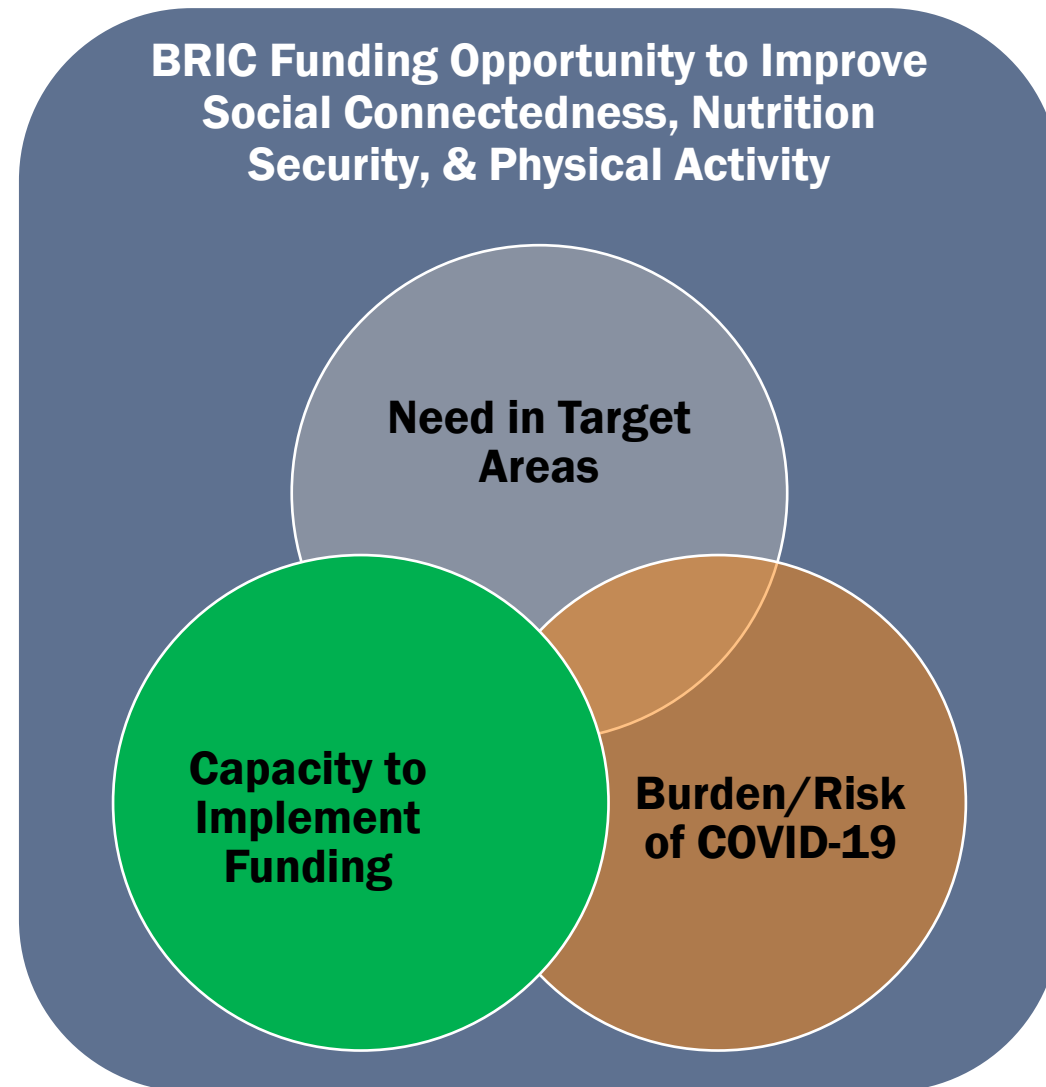 BRIC Funding Opportunity to Improve
Social Connectedness, Nutrition
Security, & Physical Activity
Need in Target
Areas
Capacity to
Implement
Funding
Burden/Risk
of COVID-19